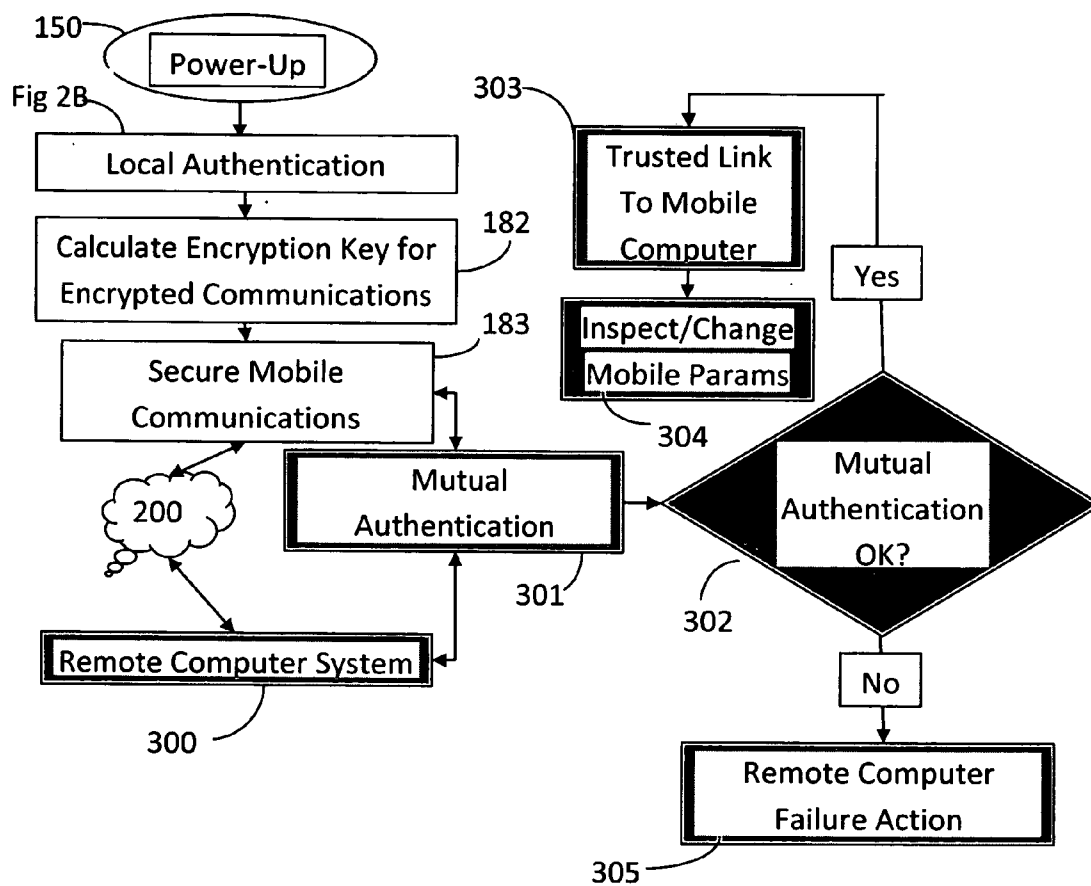 150
Power-Up
Fig 2B
Local Authentication
Calculate Encryption Key for
Encrypted Communications
182
183
Secure Mobile
Communications
200
Mutual
Authentication
301
Remote Computer System
300
303
Trusted Link
To Mobile
Computer
Inspect/Change
Mobile Params
304
Yes
Mutual
Authentication
OK?
302
No
Remote Computer
Failure Action
305